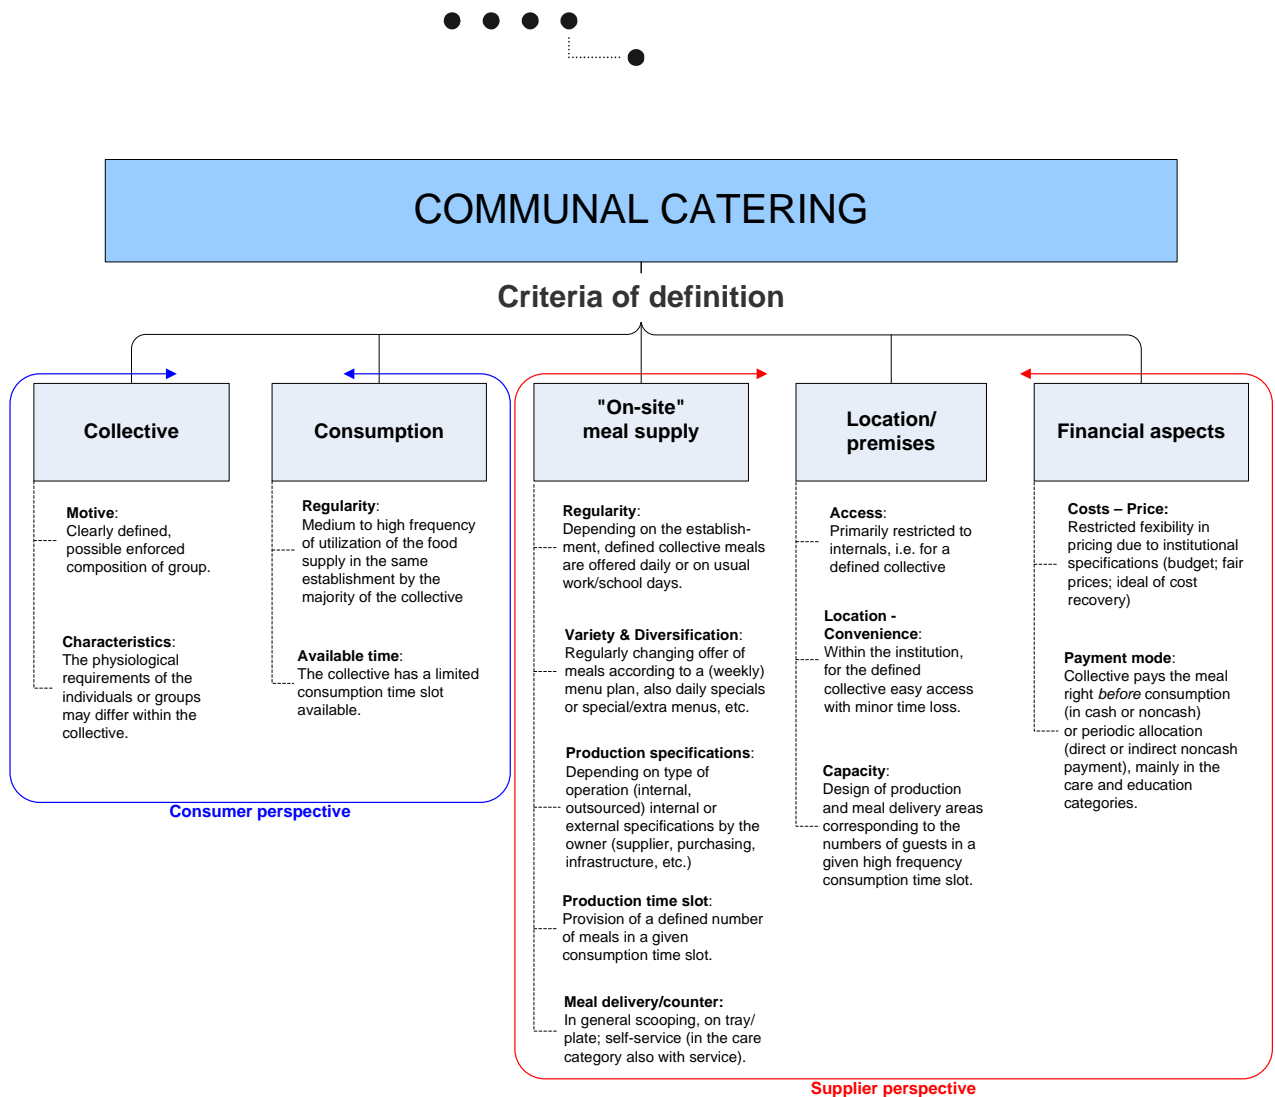 COMMUNAL CATERING
Criteria of definition
Collective
Motive:
Clearly defined,
possible enforced
composition of group.
Characteristics:
The physiological
requirements of the
individuals or groups
may differ within the
collective.
Consumption
Regularity:
Medium to high frequency
of utilization of the food
supply in the same
establishment by the
majority of the collective
Available time:
The collective has a limited
consumption time slot
available.
Consumer perspective
"On-site"
meal supply
Regularity:
Depending on the establish-
ment, defined collective meals
are offered daily or on usual
work/school days.
Variety & Diversification:
Regularly changing offer of
meals according to a (weekly)
menu plan, also daily specials
or special/extra menus, etc.
Production specifications:
Depending on type of
operation (internal,
outsourced) internal or
external specifications by the
owner (supplier, purchasing,
infrastructure, etc.)
Production time slot:
Provision of a defined number
of meals in a given
consumption time slot.
Meal delivery/counter:
In general scooping, on tray/
plate; self-service (in the care
category also with service).
Location/
premises
Access:
Primarily restricted to
internals, i.e. for a
defined collective
Location -
Convenience:
Within the institution,
for the defined
collective easy access
with minor time loss.
Capacity:
Design of production
and meal delivery areas
corresponding to the
numbers of guests in a
given high frequency
consumption time slot.
Financial aspects
Costs – Price:
Restricted fexibility in
pricing due to institutional
specifications (budget; fair
prices; ideal of cost
recovery)
Payment mode:
Collective pays the meal
right before consumption
(in cash or noncash)
or periodic allocation
(direct or indirect noncash
payment), mainly in the
care and education
categories.
Supplier perspective